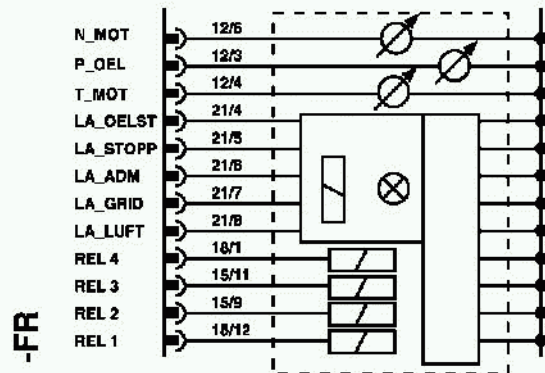 N_MOT 12/6
P_OEL 12/3
T_MOT 12/4
LA_OELST 21/4
LA_STOPP 21/5
LA_ADM 21/6
LA_GRID 21/7
LA_LUFT 21/8
REL 4 18/1
REL 3 15/11
REL 2 15/9
REL 1 18/12
-FR